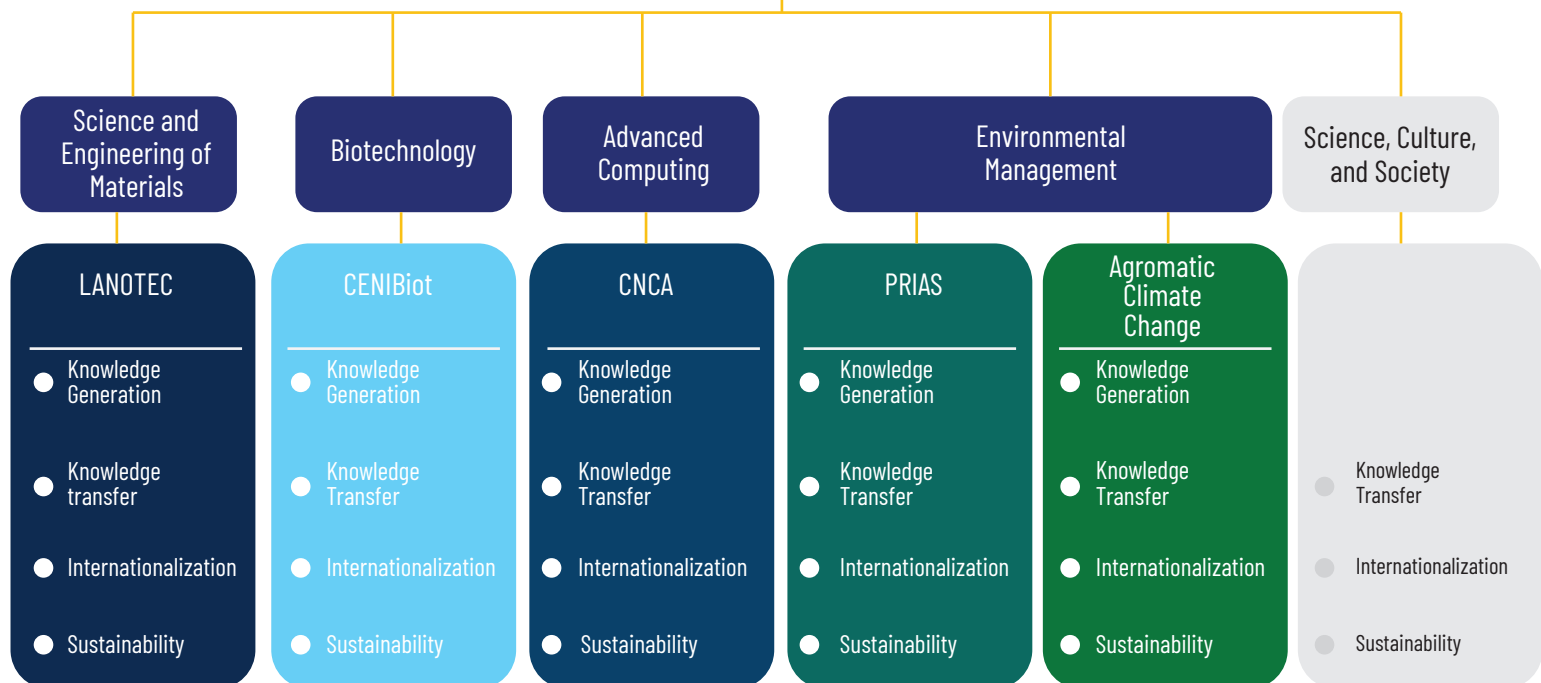 Science and
Engineering of
Materials
Biotechnology
Advanced
Computing
Environmental
Management
Science, Culture,
and Society
LANOTEC
Knowledge
Generation
Knowledge
transfer
Internationalization
Sustainability
CENIBiot
Knowledge
Generation
Knowledge
Transfer
Internationalization
Sustainability
CNCA
Knowledge
Generation
Knowledge
Transfer
Internationalization
Sustainability
PRIAS
Knowledge
Generation
Knowledge
Transfer
Internationalization
Sustainability
Agromatic
Climate
Change
Knowledge
Generation
Knowledge
Transfer
Internationalization
Sustainability
Knowledge
Transfer
Internationalization
Sustainability